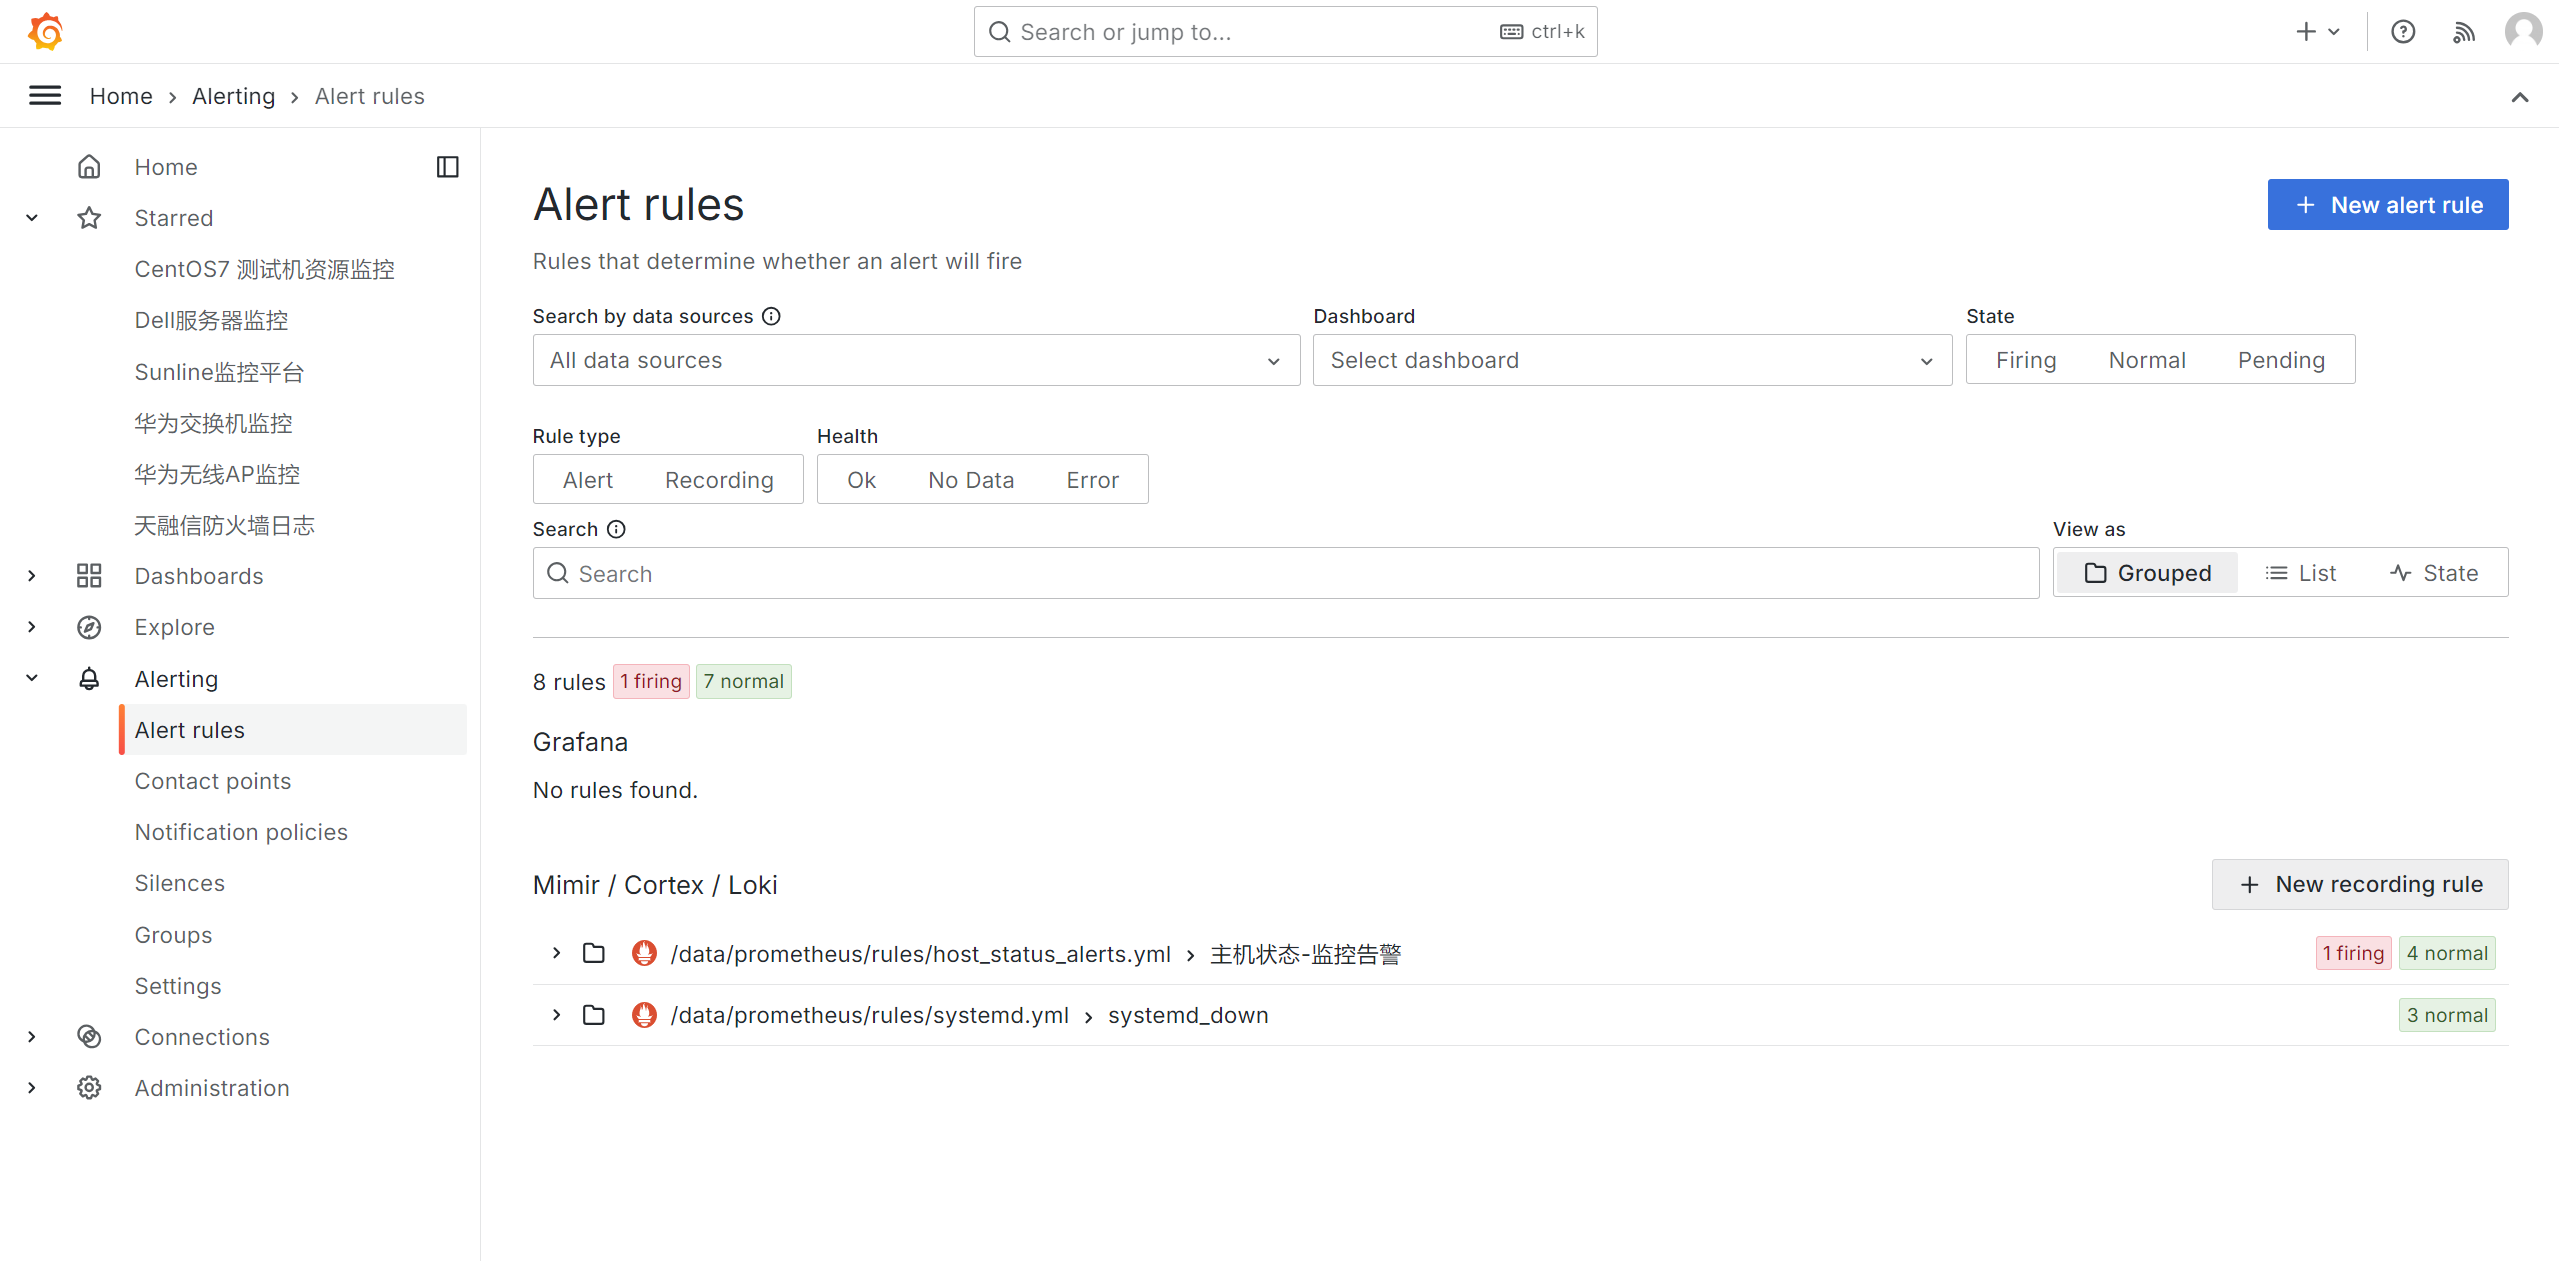 Search or jump to...
ctrl+k
Home
Alerting
Alert rules
Home
Starred
CentOS7 测试机资源监控
Dell服务器监控
Sunline监控平台
华为交换机监控
华为无线AP监控
天融信防火墙日志
Dashboards
Explore
Alerting
Alert rules
Contact points
Notification policies
Silences
Groups
Settings
Connections
Administration
Alert rules
New alert rule
Rules that determine whether an alert will fire
Search by data sources
All data sources
Dashboard
Select dashboard
State
Firing Normal Pending
Rule type
Alert Recording
Health
Ok No Data Error
Search
Search
View as
Grouped List State
8 rules 1 firing 7 normal
Grafana
No rules found.
Mimir / Cortex / Loki
New recording rule
/data/prometheus/rules/host_status_alerts.yml 主机状态-监控告警 1 firing 4 normal
/data/prometheus/rules/systemd.yml systemd_down 3 normal